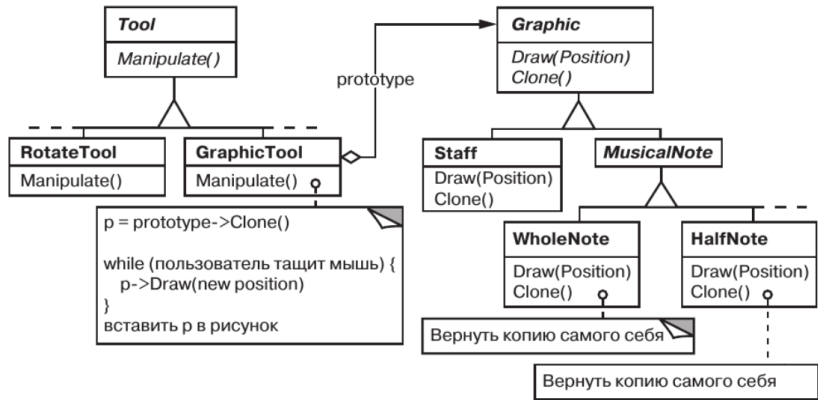 Tool
Manipulate()
Graphic
Draw(Position)
Clone()
prototype
RotateTool
Manipulate()
GraphicTool
Manipulate()
Staff
Draw(Position)
Clone()
MusicalNote
p = prototype->Clone()
while (пользователь тащит мышь) {
p->Draw(new position)
}
вставить p в рисунок
WholeNote
Draw(Position)
Clone()
HalfNote
Draw(Position)
Clone()
Вернуть копию самого себя
Вернуть копию самого себя